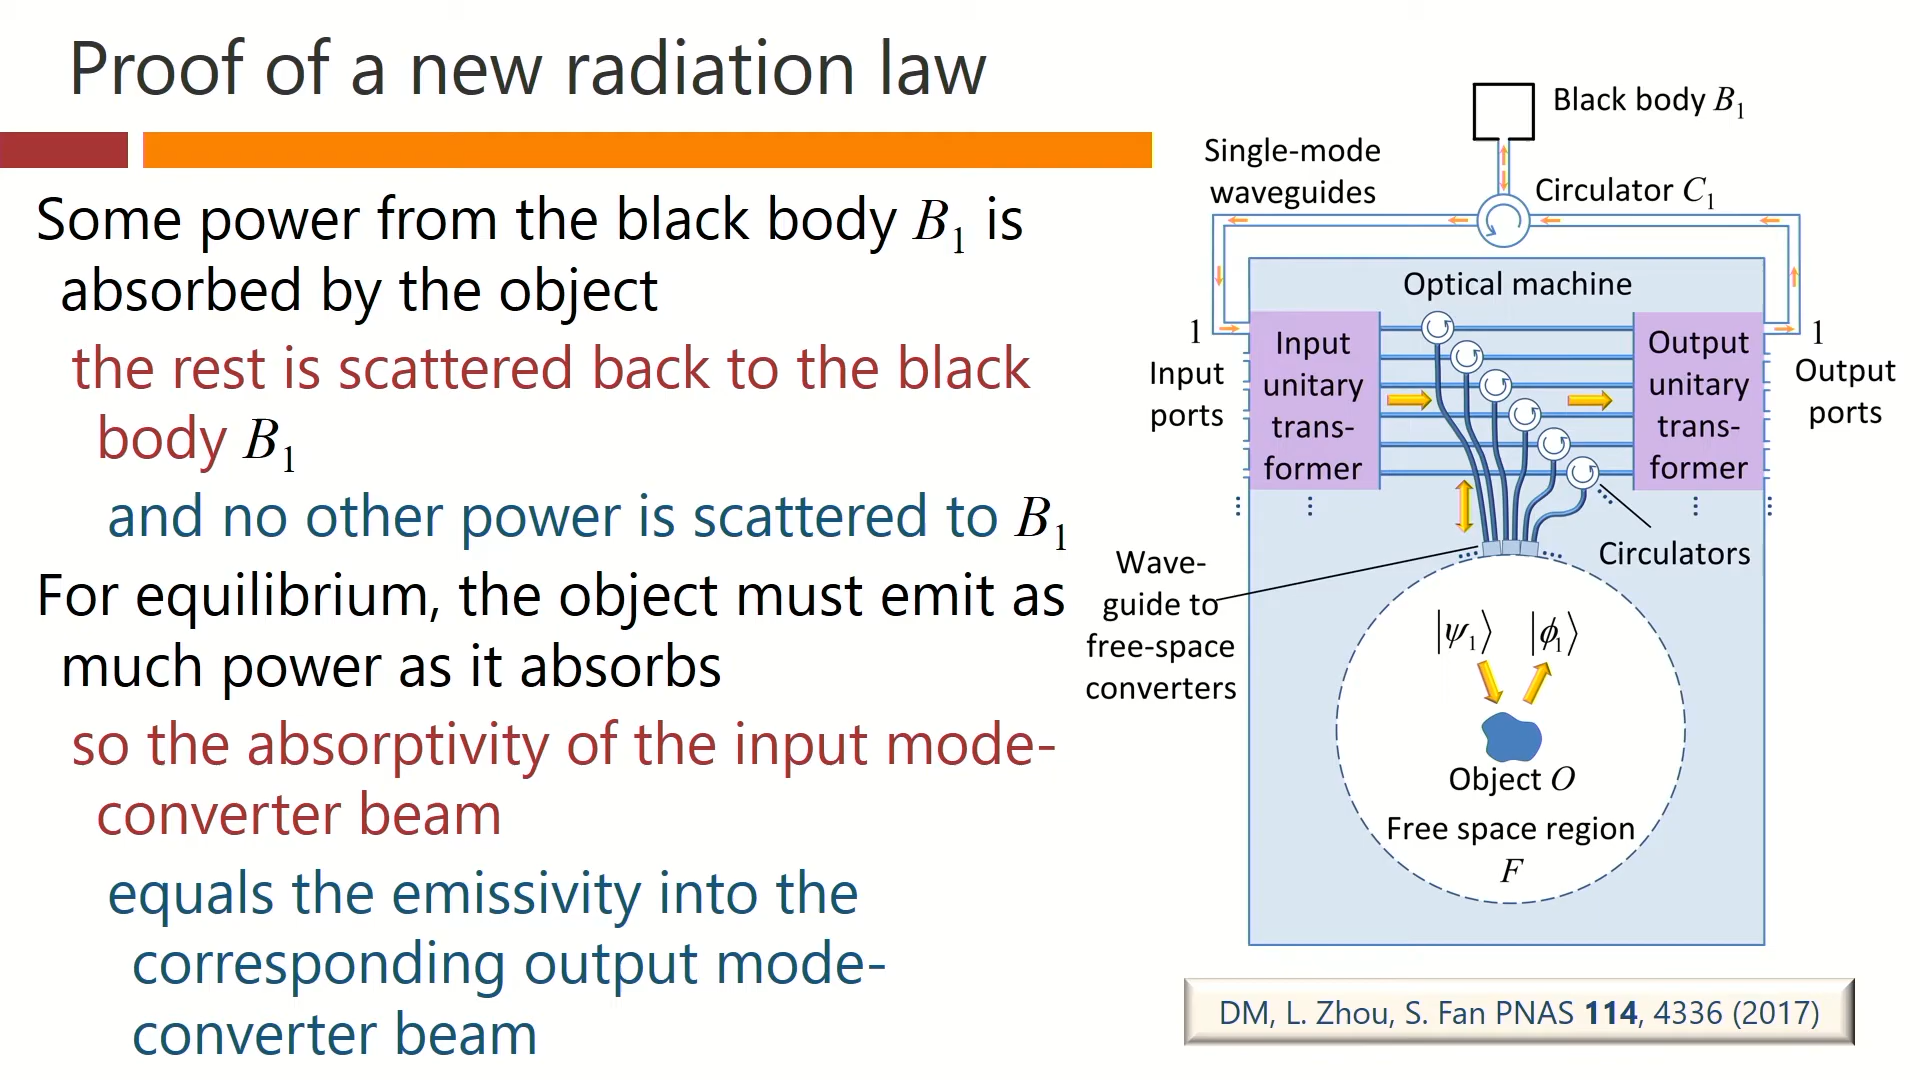 Proof of a new radiation law
Some power from the black body B₁ is
absorbed by the object
the rest is scattered back to the black
body B₁
and no other power is scattered to B₁
For equilibrium, the object must emit as
much power as it absorbs
so the absorptivity of the input mode-
converter beam
equals the emissivity into the
corresponding output mode-
converter beam
Black body B₁
Single-mode
waveguides
Circulator C₁
Optical machine
1
Input
ports
Input
unitary
trans-
former
Output
unitary
trans-
former
1
Output
ports
Circulators
Wave-
guide to
free-space
converters
|ψ₁⟩ |ϕ₁⟩
Object O
Free space region
F
DM, L. Zhou, S. Fan PNAS 114, 4336 (2017)